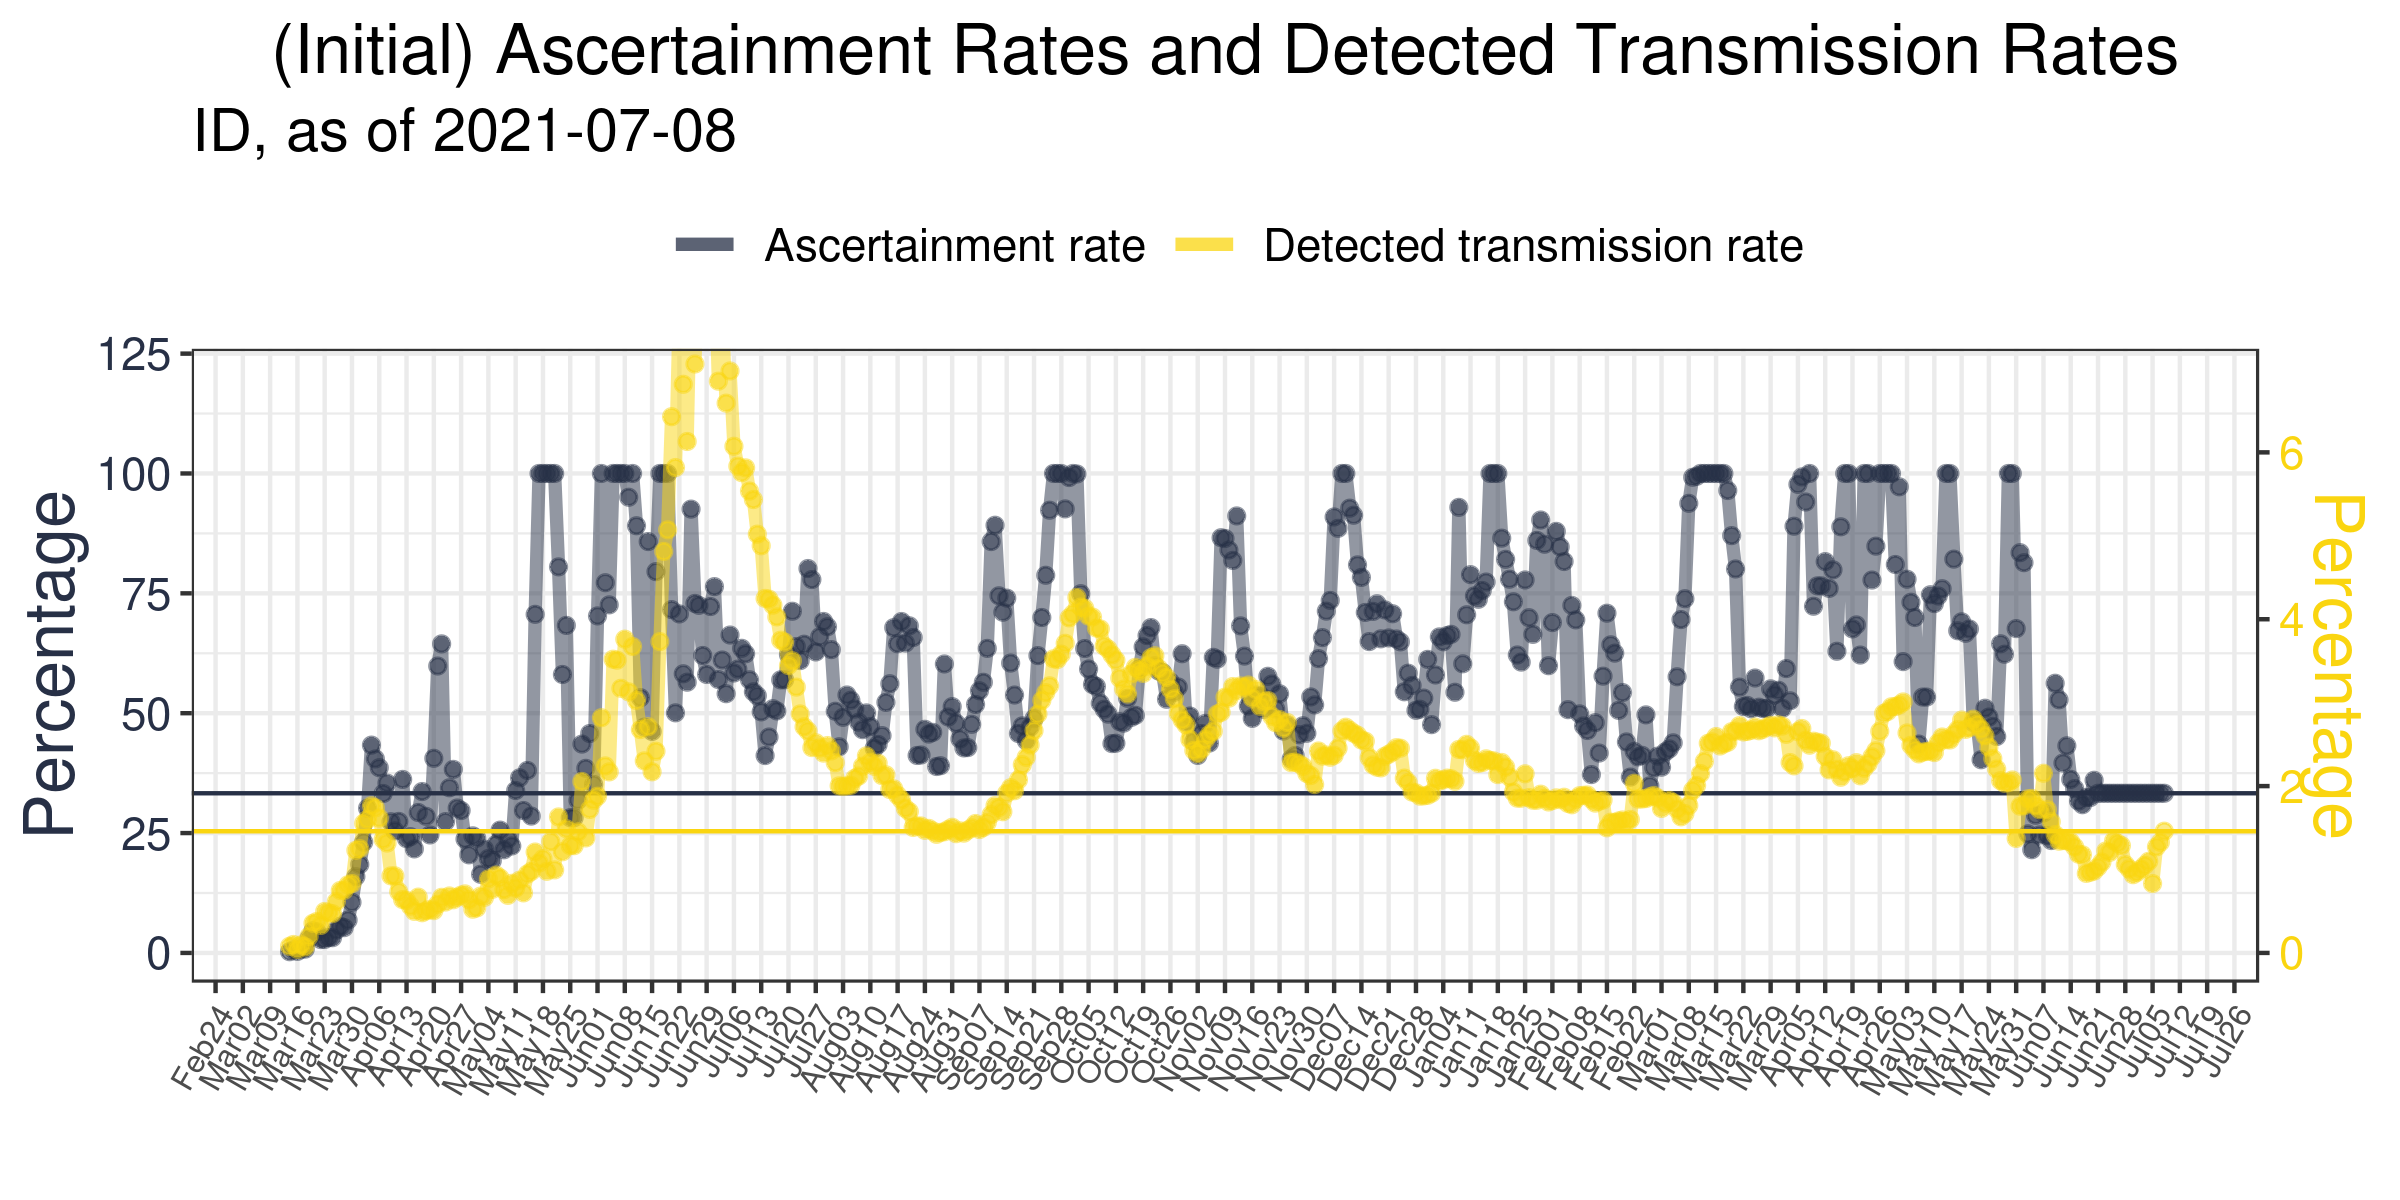 (Initial) Ascertainment Rates and Detected Transmission Rates
ID, as of 2021-07-08
Ascertainment rate Detected transmission rate
Percentage
125
100
75
50
25
0
6
4
2
0
Percentage
Feb24 Mar02 Mar09 Mar16 Mar23 Mar30 Apr06 Apr13 Apr20 Apr27 May04 May11 May18 May25 Jun01 Jun08 Jun15 Jun22 Jun29 Jul06 Jul13 Jul20 Jul27 Aug03 Aug10 Aug17 Aug24 Aug31 Sep07 Sep14 Sep21 Sep28 Oct05 Oct12 Oct19 Oct26 Nov02 Nov09 Nov16 Nov23 Nov30 Dec07 Dec14 Dec21 Dec28 Jan04 Jan11 Jan18 Jan25 Feb01 Feb08 Feb15 Feb22 Mar01 Mar08 Mar15 Mar22 Mar29 Apr05 Apr12 Apr19 Apr26 May03 May10 May17 May24 May31 Jun07 Jun14 Jun21 Jun28 Jul05 Jul12 Jul19 Jul26